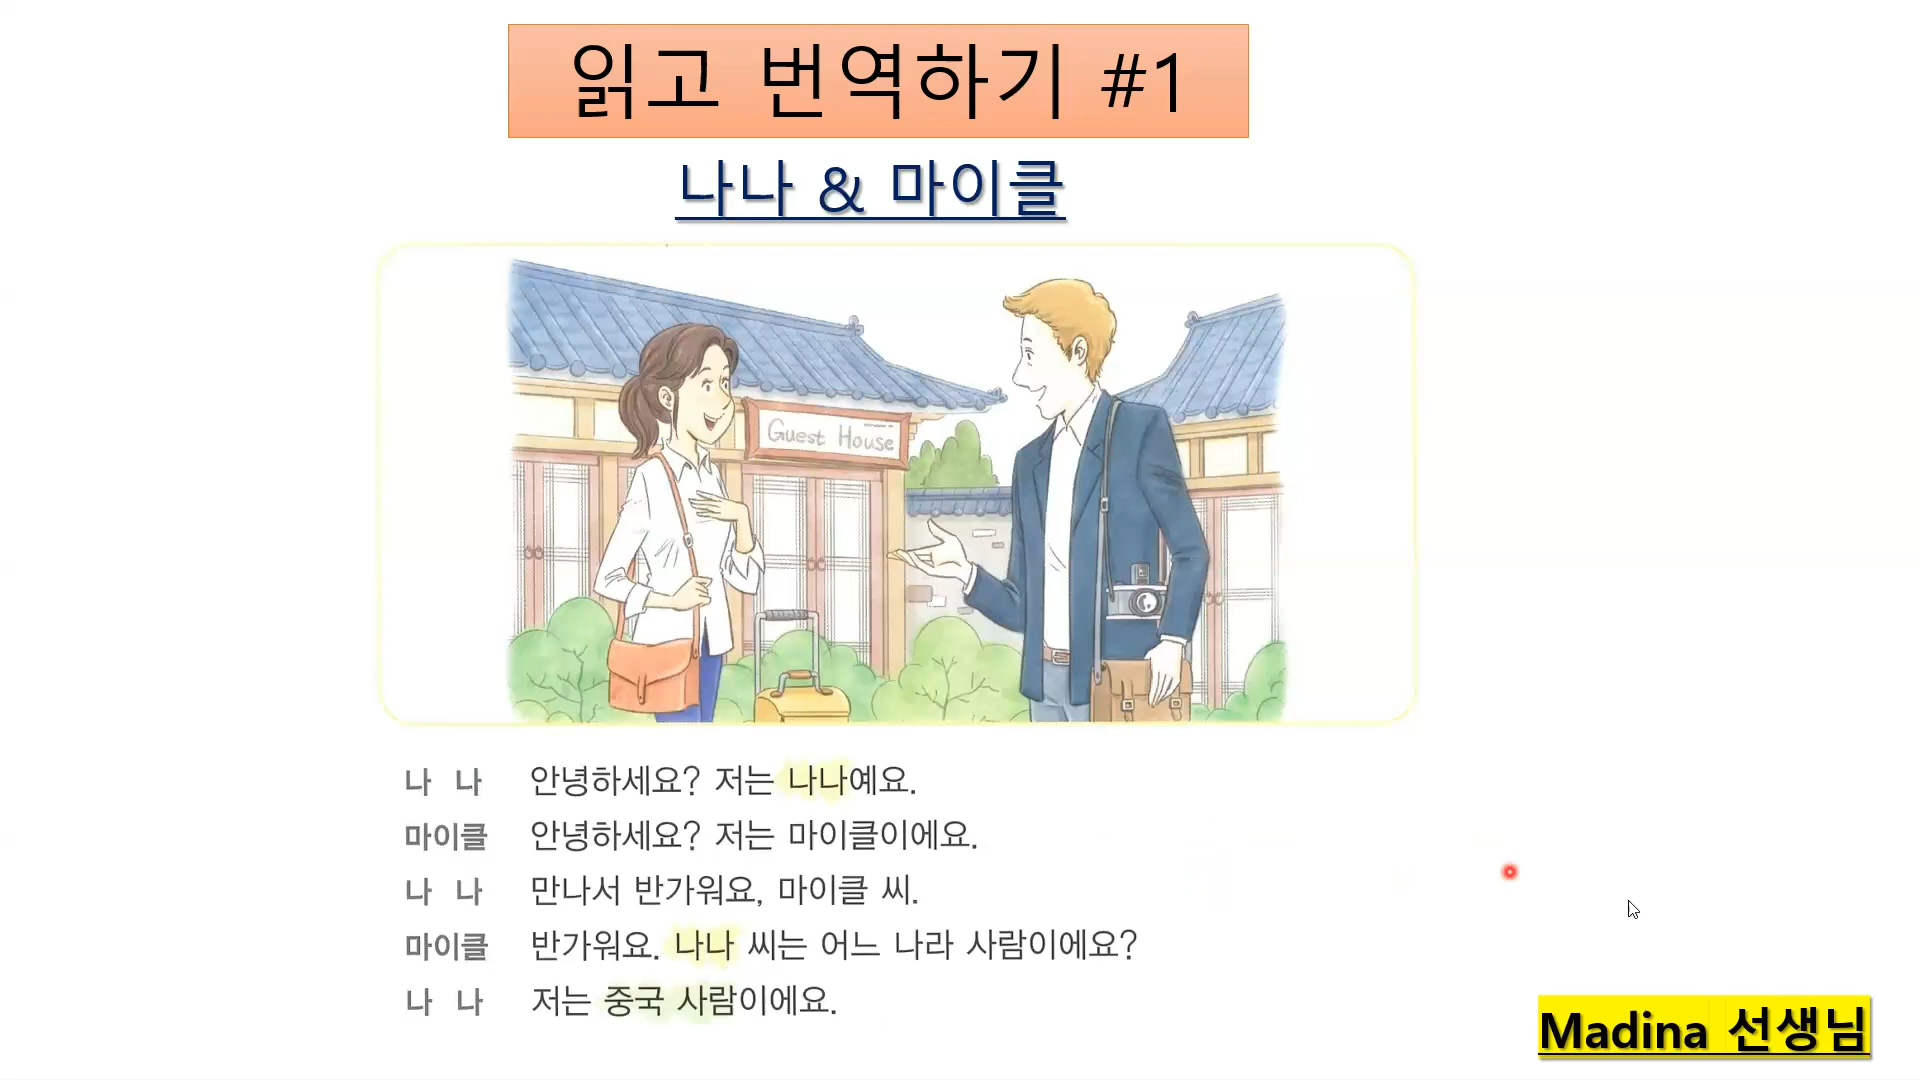 읽고 번역하기 #1
나나 & 마이클
Guest House
나 나 안녕하세요? 저는 나나예요.
마이클 안녕하세요? 저는 마이클이에요.
나 나 만나서 반가워요, 마이클 씨.
마이클 반가워요. 나나 씨는 어느 나라 사람이에요?
나 나 저는 중국 사람이에요.
Madina 선생님